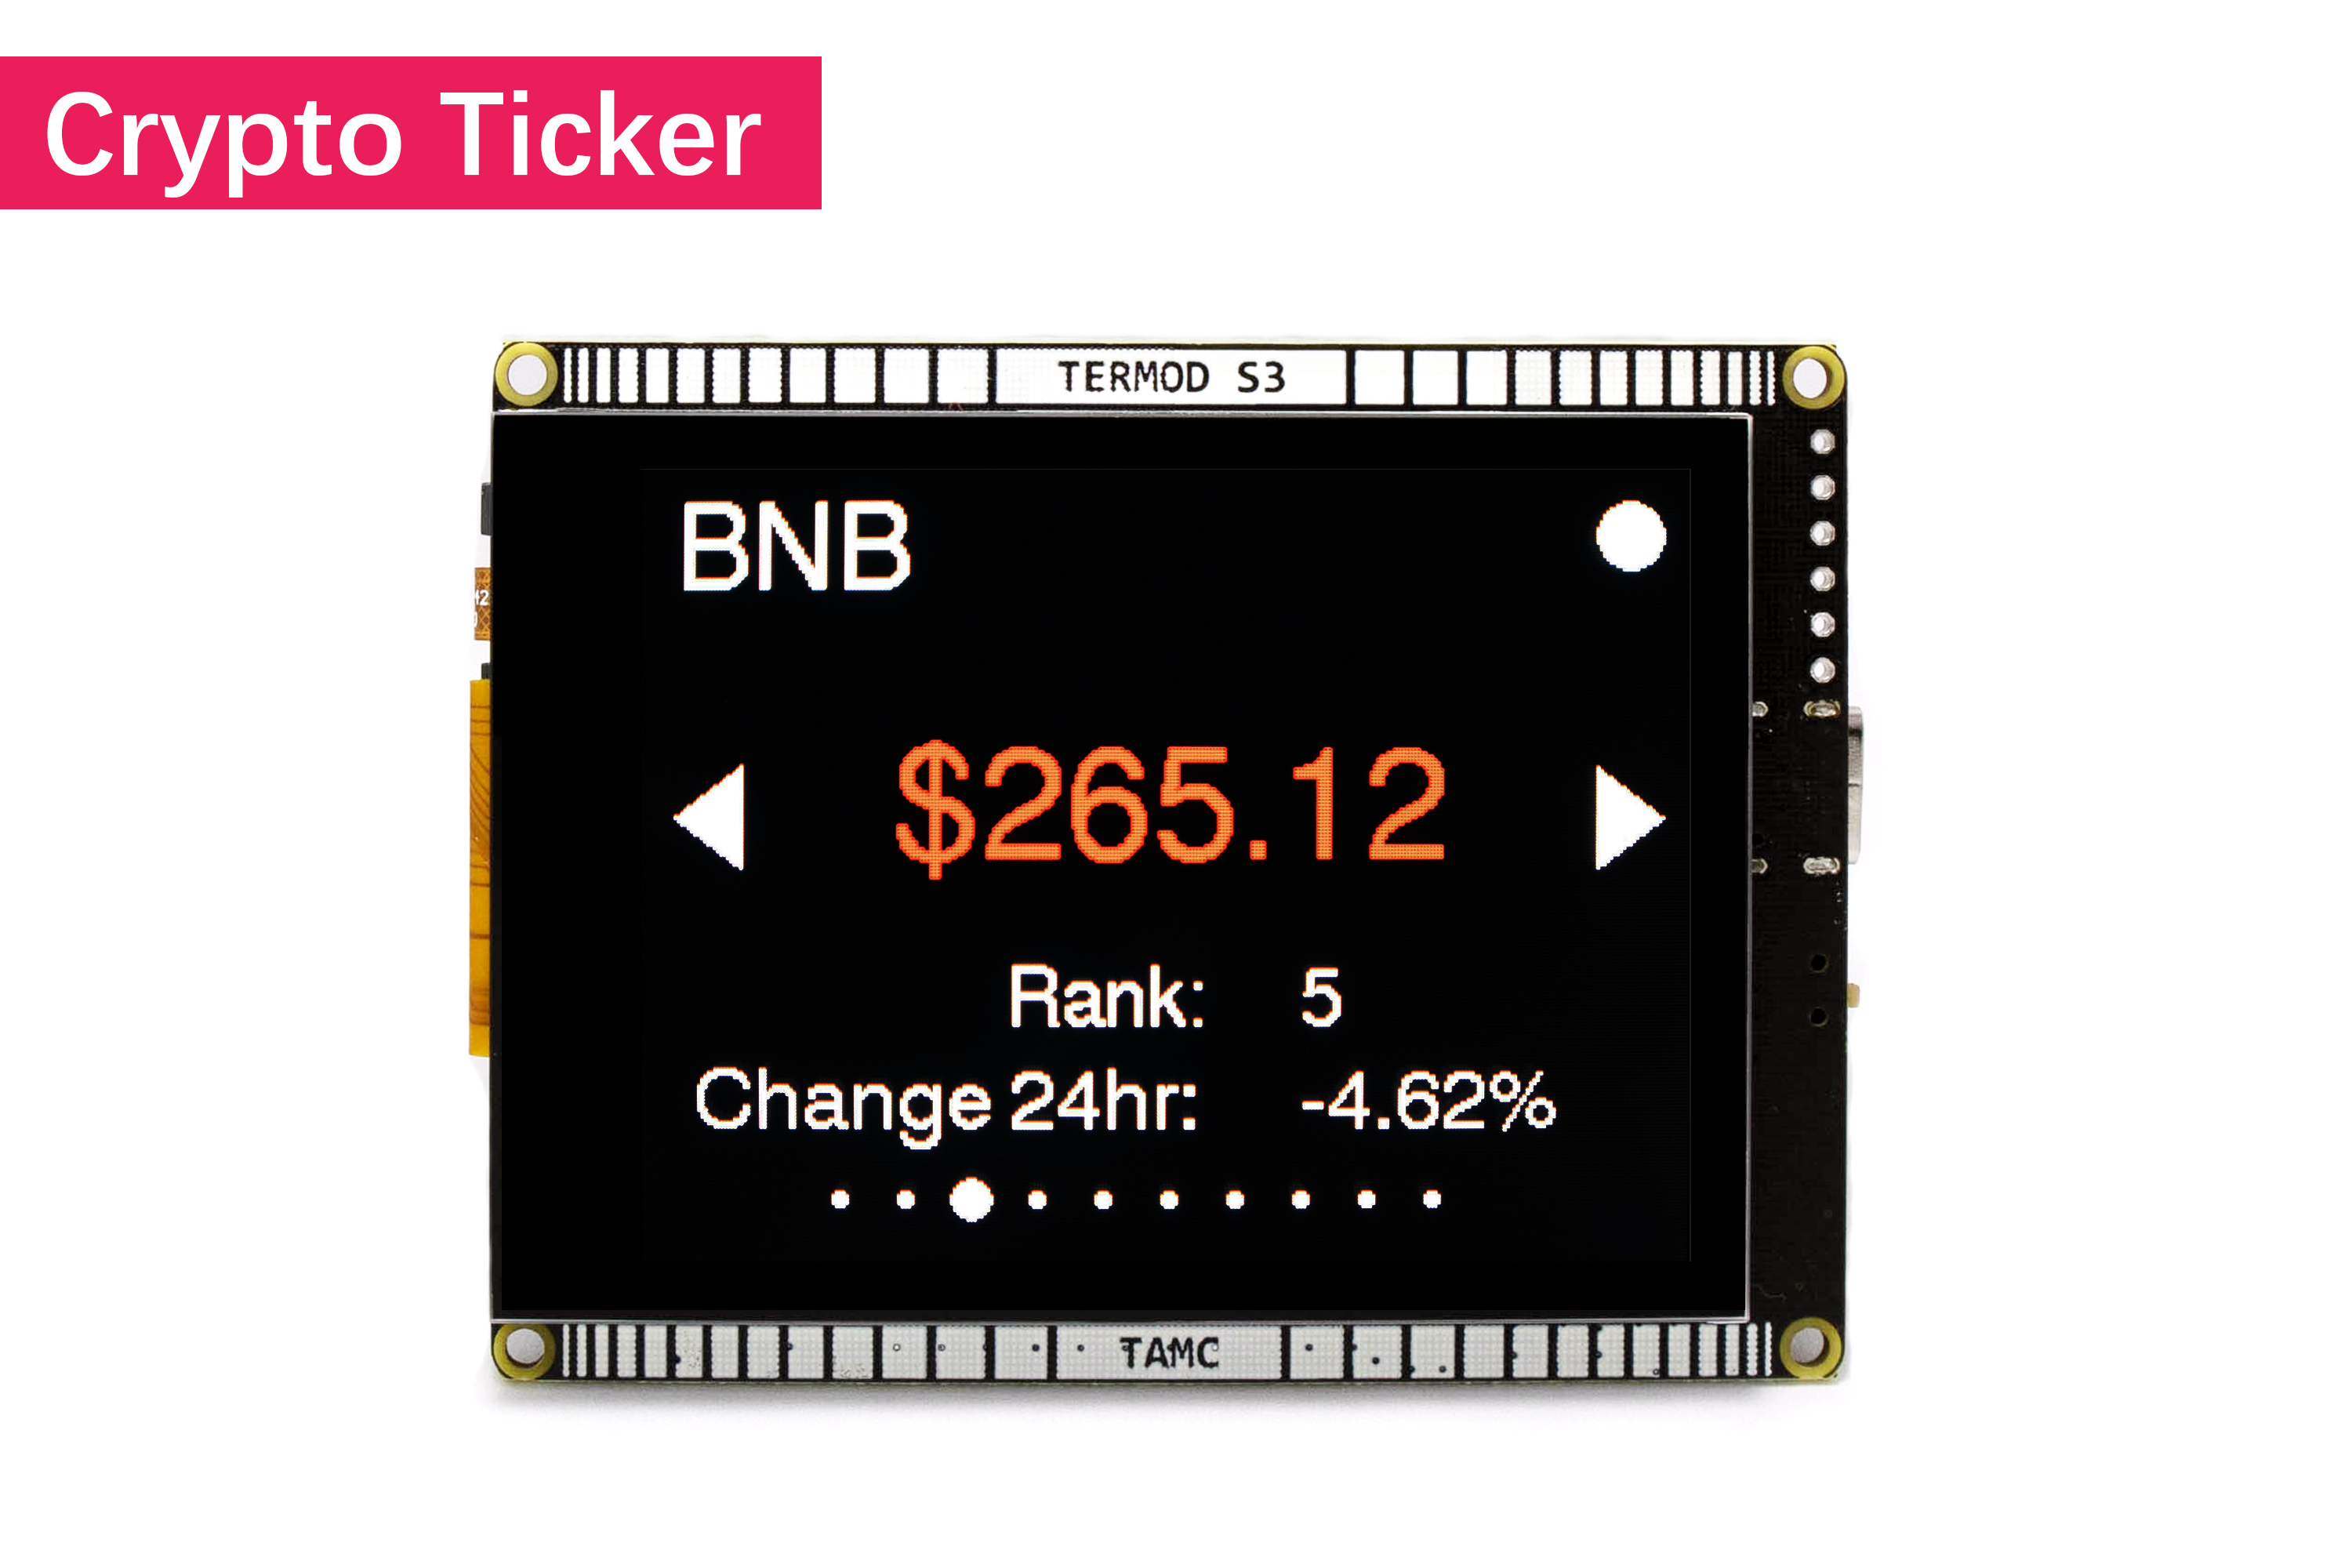 Crypto Ticker
TERMOD S3
BNB
$265.12
Rank: 5
Change 24hr: -4.62%
TAMC